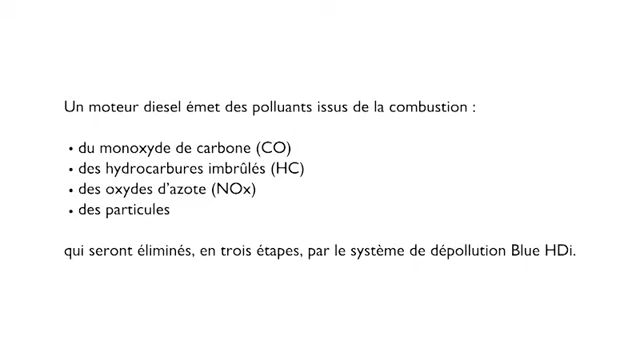 Un moteur diesel émet des polluants issus de la combustion :
• du monoxyde de carbone (CO)
• des hydrocarbures imbrûlés (HC)
• des oxydes d'azote (NOx)
• des particules
qui seront éliminés, en trois étapes, par le système de dépollution Blue HDi.